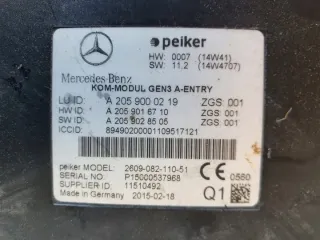 peiker
HW: 0007 (14W41)
SW: 11.2 (14W4707)
Mercedes-Benz
KOM-MODUL GEN3 A-ENTRY
LU ID A 205 900 02 19 ZGS: 001
HW ID A 205 901 67 10 ZGS: 001
SW ID A 205 902 85 05 ZGS: 001
ICCID: 89490200001109517121
peiker MODEL: 2609-082-110-51
SERIAL NUMBER: P15000537968
SUPPLIER ID: 11510492
Made in Germany 2015-02-18
CE 0560
Q1